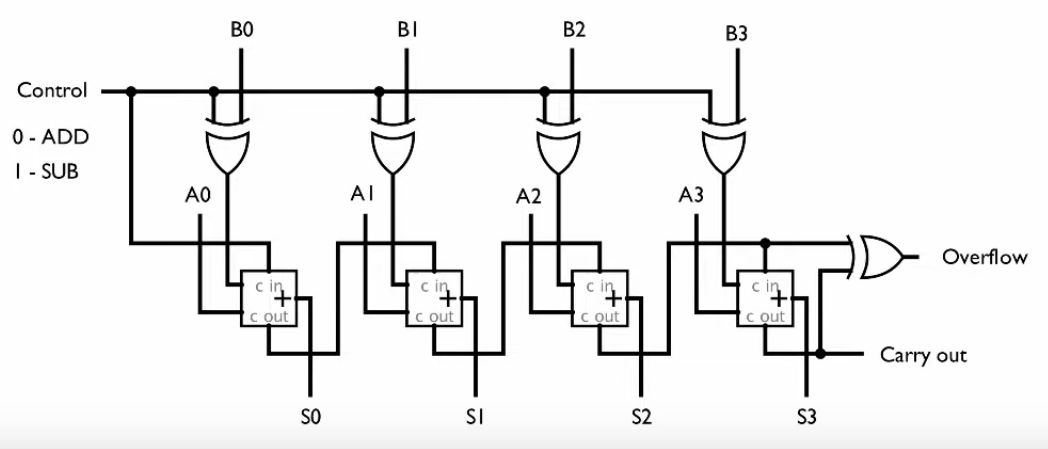 B0 B1 B2 B3
Control
0 - ADD
1 - SUB
A0 A1 A2 A3
Overflow
c in c in c in c in
+ + + +
c out c out c out c out
Carry out
S0 S1 S2 S3